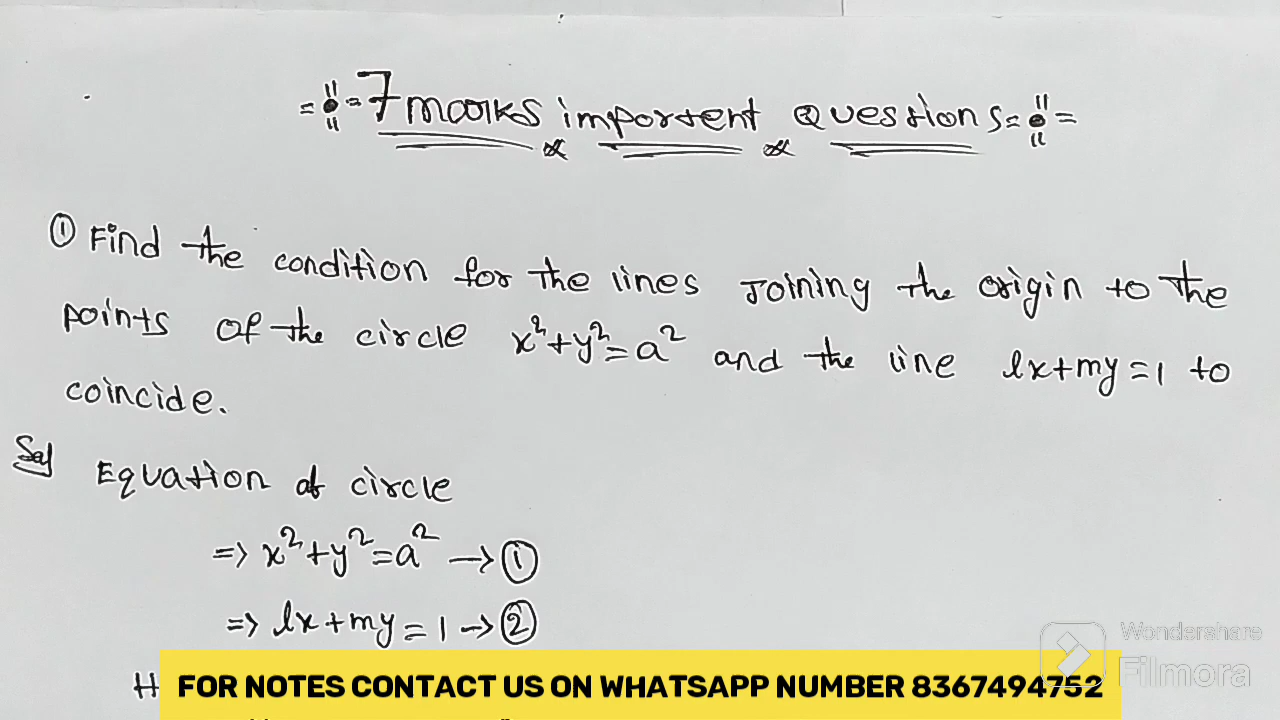 7 marks importent Questions
① Find the condition for the lines Joining the origin to the
points of the circle x²+y²=a² and the line lx+my=1 to
coincide.
Sol Equation of circle
=> x²+y²=a² → ①
=> lx+my=1 → ②
H
FOR NOTES CONTACT US ON WHATSAPP NUMBER 8367494752
Wondershare
Filmora